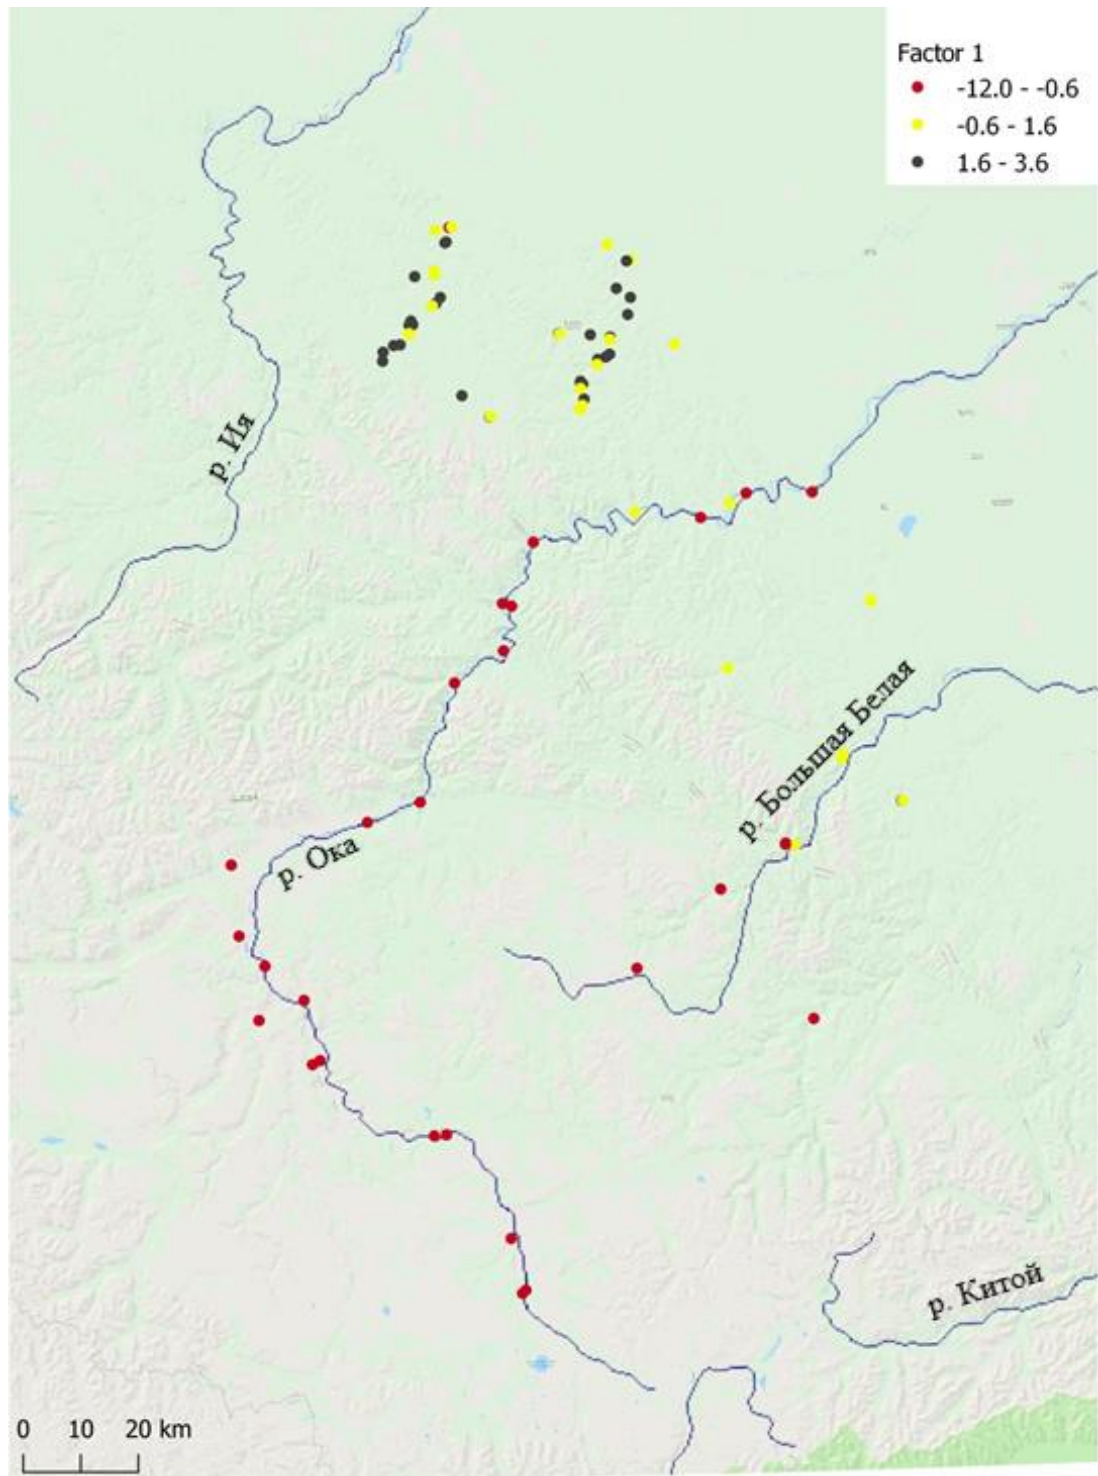 Factor 1
-12.0 - -0.6
-0.6 - 1.6
1.6 - 3.6
р. Ия
р. Большая Белая
р. Ока
р. Китой
0 10 20 km